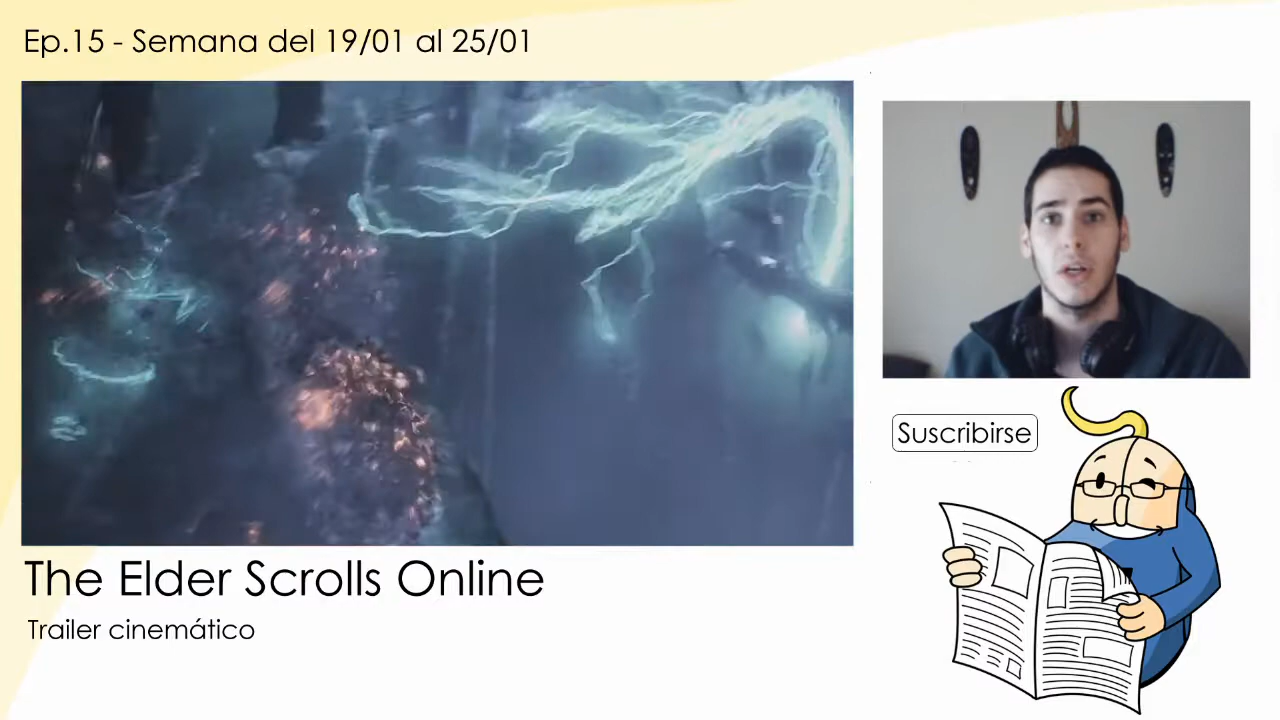 Ep.15 - Semana del 19/01 al 25/01
Suscribirse
The Elder Scrolls Online
Trailer cinemático